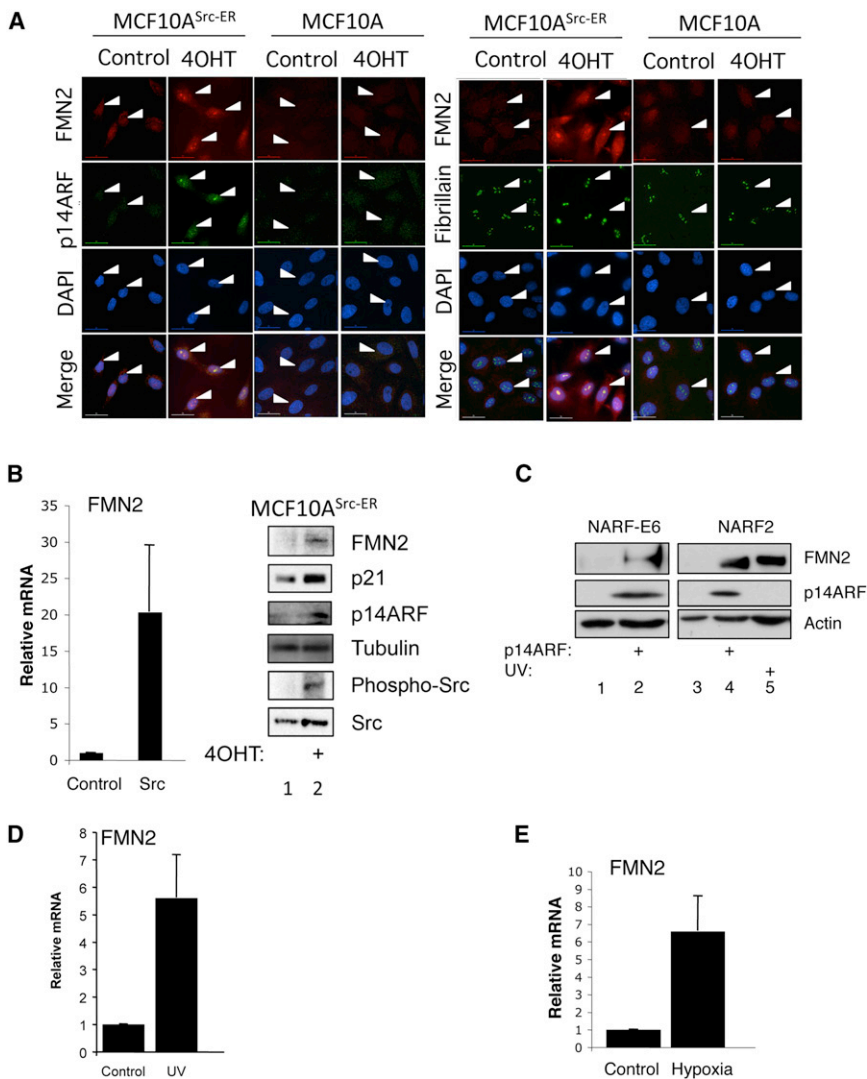 A
MCF10A Src-ER
MCF10A
MCF10A Src-ER
MCF10A
Control
4OHT
Control
4OHT
Control
4OHT
Control
4OHT
FMN2
p14ARF
DAPI
Merge
FMN2
Fibrillain
DAPI
Merge
B
FMN2
Relative mRNA
35
30
25
20
15
10
5
0
Control
Src
MCF10A Src-ER
FMN2
p21
p14ARF
Tubulin
Phospho-Src
Src
4OHT: +
1 2
C
NARF-E6
NARF2
FMN2
p14ARF
Actin
p14ARF: + +
UV: +
1 2 3 4 5
D
FMN2
Relative mRNA
8
7
6
5
4
3
2
1
0
Control
UV
E
FMN2
Relative mRNA
10
9
8
7
6
5
4
3
2
1
0
Control
Hypoxia